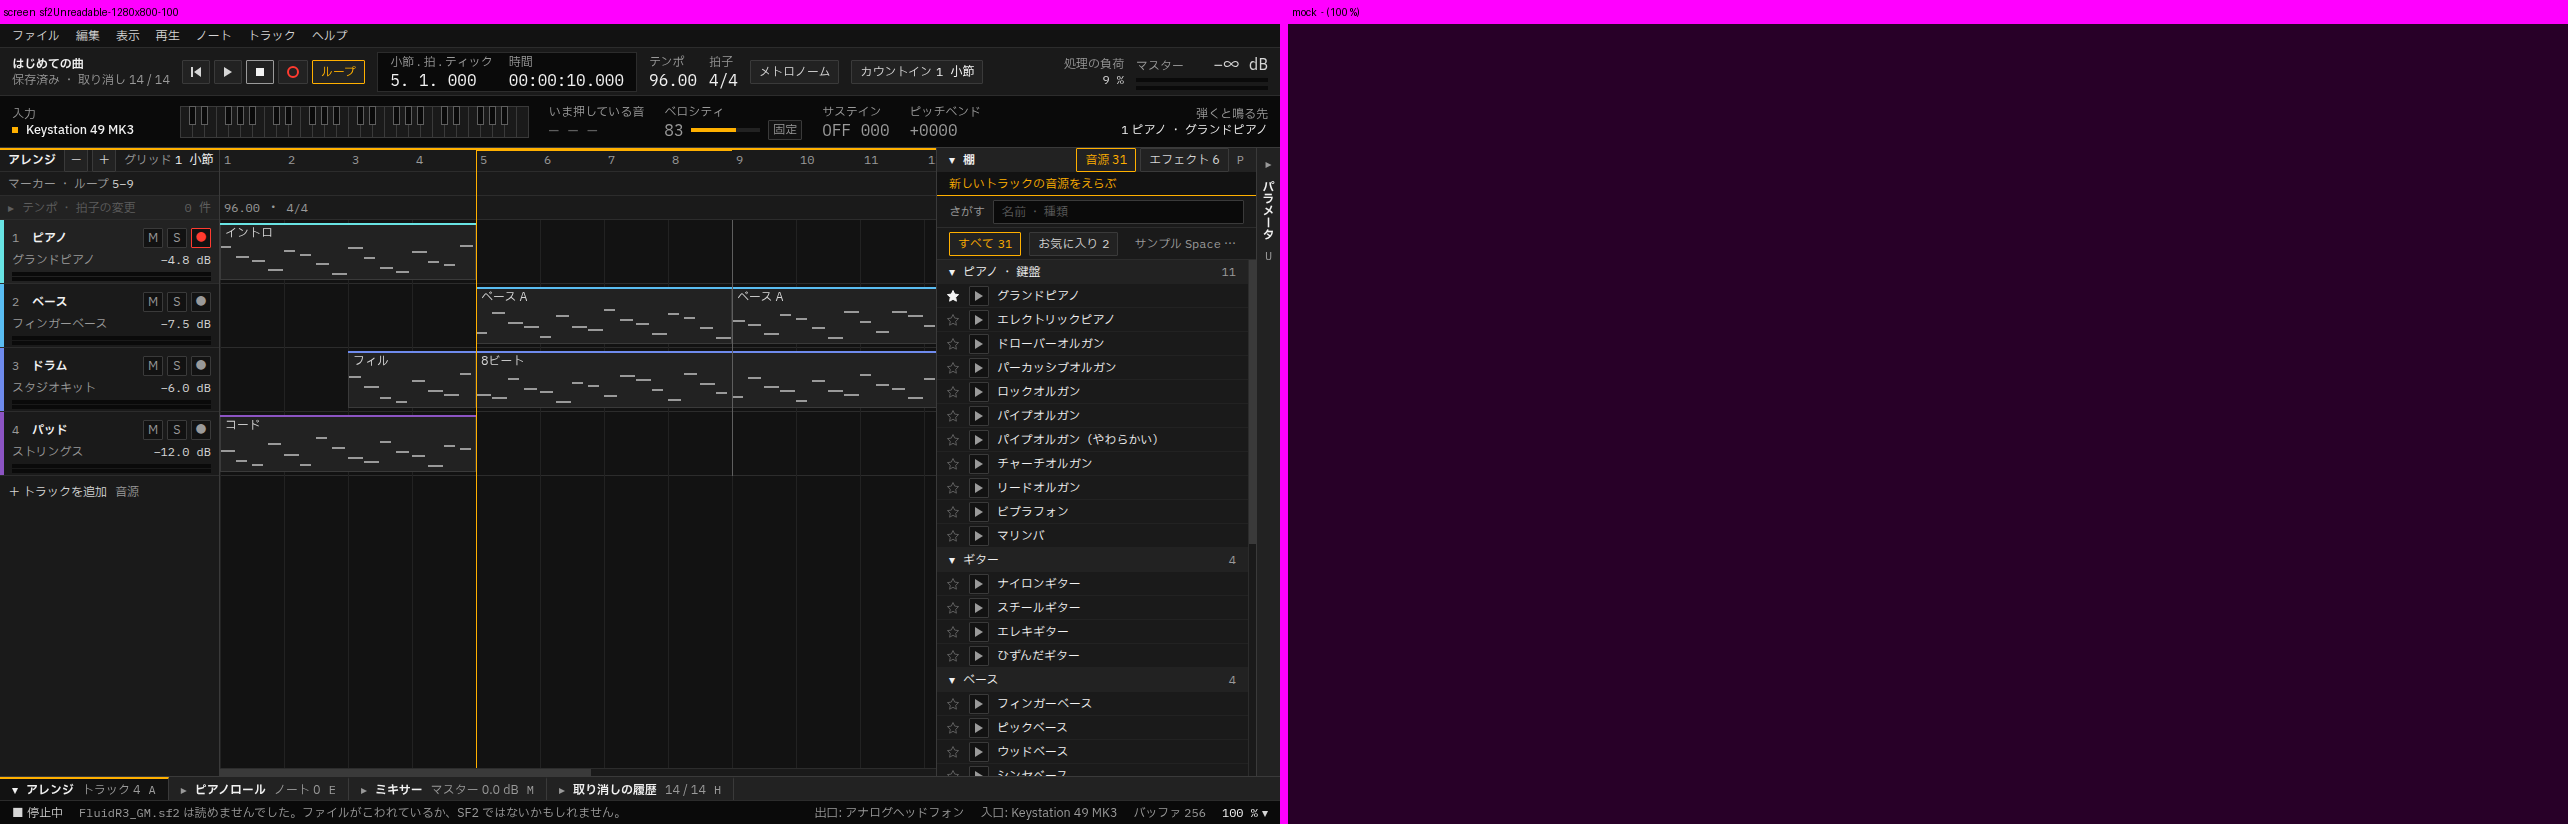 screen sf2Unreadable-1280x800-100
mock - (100%)
ファイル 編集 表示 再生 ノート トラック ヘルプ
はじめての曲
保存済み ・ 取り消し 14 / 14
ループ
小節 . 拍 . ティック 時間
5. 1. 000 00:00:10.000
テンポ 拍子
96.00 4/4
メトロノーム
カウントイン 1 小節
処理の負荷
9 %
マスター −∞ dB
入力
Keystation 49 MK3
いま押している音
— — —
ベロシティ
83
固定
サステイン
OFF 000
ピッチベンド
+0000
弾くと鳴る先
1 ピアノ ・ グランドピアノ
アレンジ − + グリッド 1 小節
1 2 3 4 5 6 7 8 9 10 11 1
マーカー ・ ループ 5–9
▸ テンポ ・ 拍子の変更 0 件
96.00 ・ 4/4
1 ピアノ M S
グランドピアノ −4.8 dB
イントロ
2 ベース M S
フィンガーベース −7.5 dB
ベース A ベース A
3 ドラム M S
スタジオキット −6.0 dB
フィル 8ビート
4 パッド M S
ストリングス −12.0 dB
コード
+ トラックを追加 音源
▾ 棚 音源 31 エフェクト 6 P
新しいトラックの音源をえらぶ
さがす 名前 ・ 種類
すべて 31 お気に入り 2 サンプル Space …
▾ ピアノ ・ 鍵盤 11
★ グランドピアノ
☆ エレクトリックピアノ
☆ ドローバーオルガン
☆ パーカッシブオルガン
☆ ロックオルガン
☆ パイプオルガン
☆ パイプオルガン（やわらかい）
☆ チャーチオルガン
☆ リードオルガン
☆ ビブラフォン
☆ マリンバ
▾ ギター 4
☆ ナイロンギター
☆ スチールギター
☆ エレキギター
☆ ひずんだギター
▾ ベース 4
☆ フィンガーベース
☆ ピックベース
☆ ウッドベース
☆ シンセベース
▸ パラメータ U
▾ アレンジ トラック 4 A
▸ ピアノロール ノート 0 E
▸ ミキサー マスター 0.0 dB M
▸ 取り消しの履歴 14 / 14 H
■ 停止中 FluidR3_GM.sf2 は読めませんでした。ファイルがこわれているか、SF2 ではないかもしれません。
出口: アナログヘッドフォン 入口: Keystation 49 MK3 バッファ 256 100 % ▾